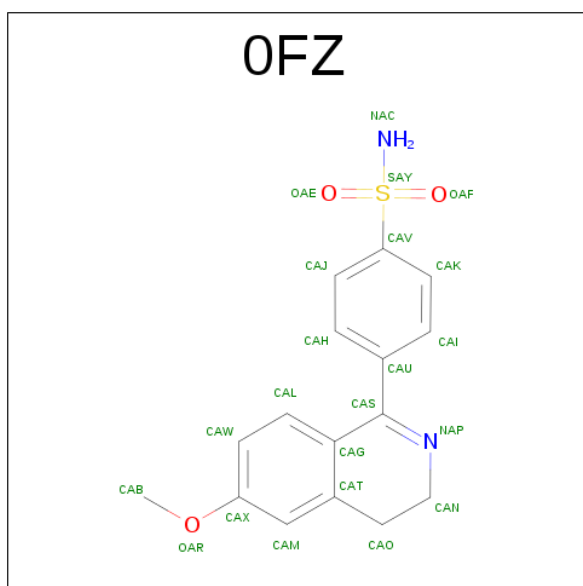 0FZ
NAC
NH2
SAY
OAE O S O OAF
CAV
CAJ CAK
CAH CAI
CAU
CAL CAS
CAW NAP
CAG N
CAB CAT
CAX CAN
O
OAR CAM CAO